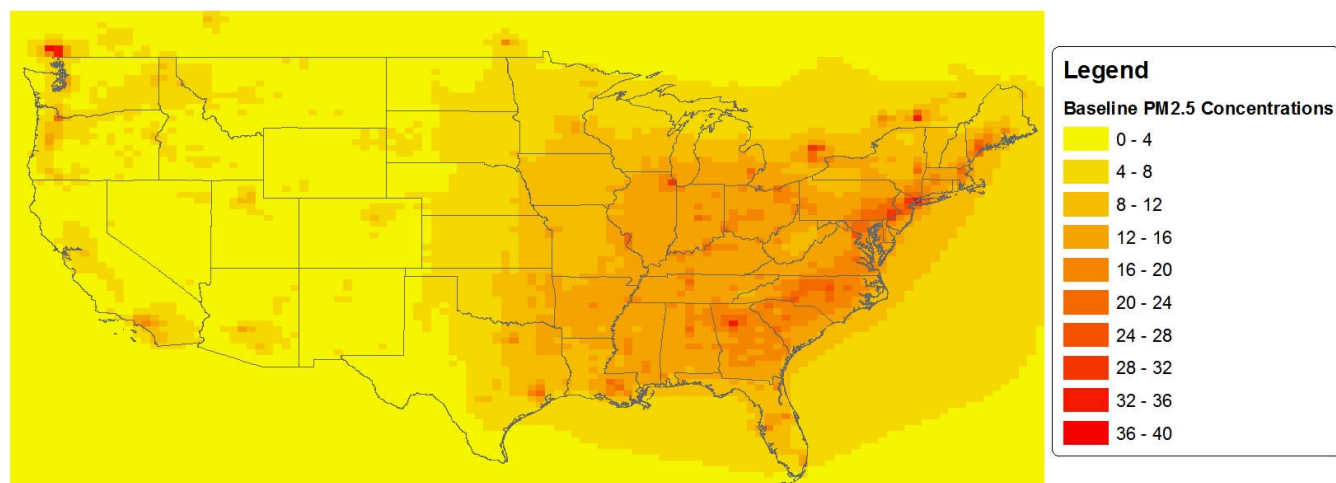 Legend
Baseline PM2.5 Concentrations
0 - 4
4 - 8
8 - 12
12 - 16
16 - 20
20 - 24
24 - 28
28 - 32
32 - 36
36 - 40